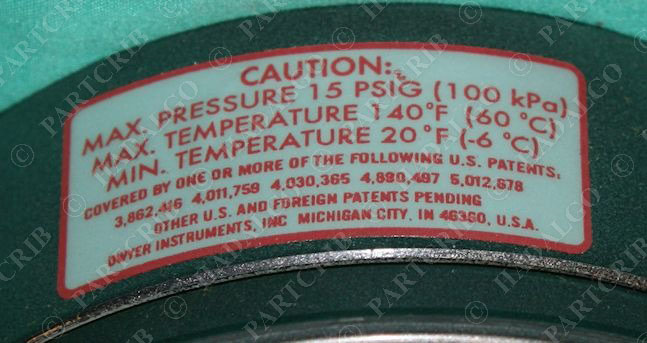 CAUTION:
MAX. PRESSURE 15 PSIG (100 kPa)
MAX. TEMPERATURE 140°F (60 °C)
MIN. TEMPERATURE 20°F (-6 °C)
COVERED BY ONE OR MORE OF THE FOLLOWING U.S. PATENTS:
3,862,416 4,011,759 4,030,365 4,890,497 5,012,678
OTHER U.S. AND FOREIGN PATENTS PENDING
DWYER INSTRUMENTS, INC MICHIGAN CITY, IN 46360, U.S.A.
PARTCRIB
HADALGO